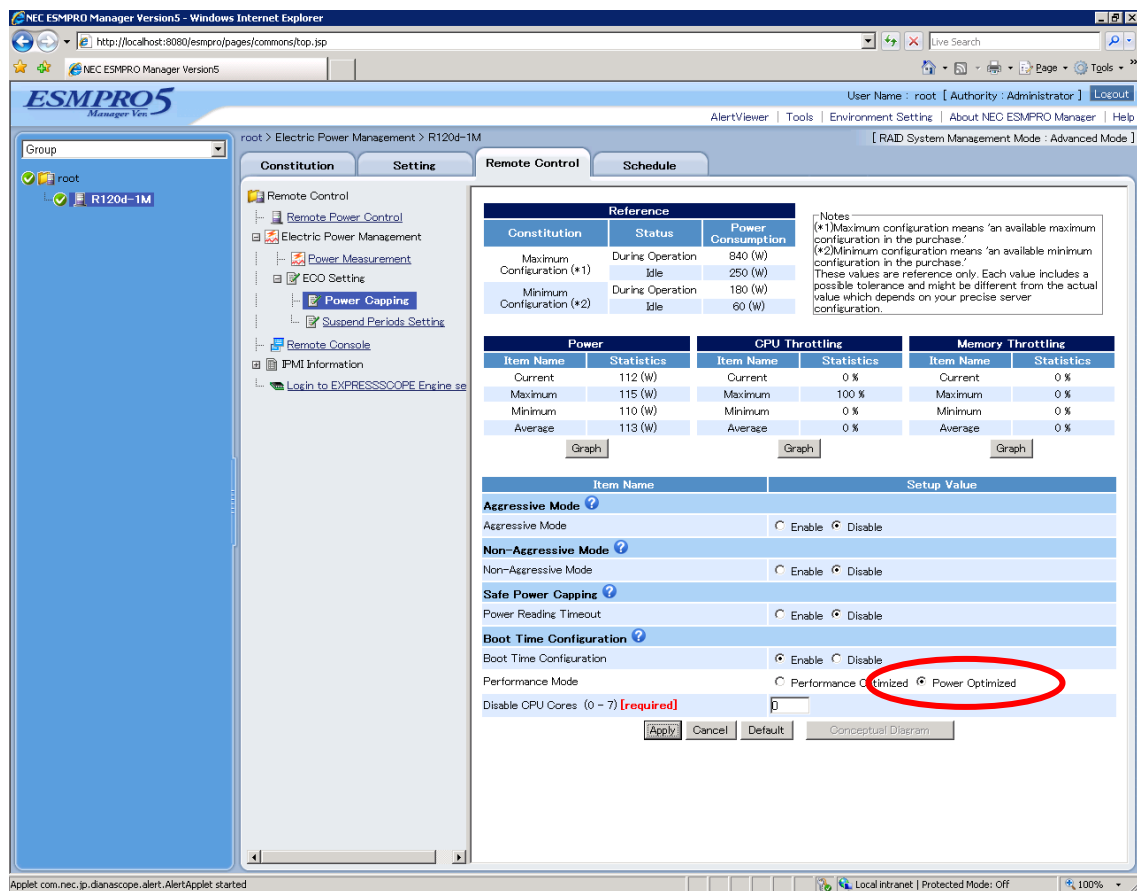 NEC ESMPRO Manager Version5 - Windows Internet Explorer
http://localhost:8080/esmpro/pages/commons/top.jsp
Live Search
NEC ESMPRO Manager Version5
Page
Tools
ESMPRO5
Manager Ver.
User Name : root [ Authority : Administrator ] Logout
AlertViewer | Tools | Environment Setting | About NEC ESMPRO Manager | Help
Group
root
R120d-1M
root > Electric Power Management > R120d-1M
[ RAID System Management Mode : Advanced Mode ]
Constitution Setting Remote Control Schedule
Remote Control
Remote Power Control
Electric Power Management
Power Measurement
ECO Setting
Power Capping
Suspend Periods Setting
Remote Console
IPMI Information
Login to EXPRESSSCOPE Engine se
Reference
Constitution Status Power Consumption
Maximum Configuration (*1) During Operation 840 (W)
Idle 250 (W)
Minimum Configuration (*2) During Operation 180 (W)
Idle 60 (W)
Notes
(*1)Maximum configuration means 'an available maximum
configuration in the purchase.'
(*2)Minimum configuration means 'an available minimum
configuration in the purchase.'
These values are reference only. Each value includes a
possible tolerance and might be different from the actual
value which depends on your precise server
configuration.
Power CPU Throttling Memory Throttling
Item Name Statistics Item Name Statistics Item Name Statistics
Current 112 (W) Current 0 % Current 0 %
Maximum 115 (W) Maximum 100 % Maximum 0 %
Minimum 110 (W) Minimum 0 % Minimum 0 %
Average 113 (W) Average 0 % Average 0 %
Graph Graph Graph
Item Name Setup Value
Aggressive Mode
Aggressive Mode Enable Disable
Non-Aggressive Mode
Non-Aggressive Mode Enable Disable
Safe Power Capping
Power Reading Timeout Enable Disable
Boot Time Configuration
Boot Time Configuration Enable Disable
Performance Mode Performance Optimized Power Optimized
Disable CPU Cores (0 - 7) [required] 0
Apply Cancel Default Conceptual Diagram
Applet com.nec.jp.dianascope.alert.AlertApplet started
Local intranet | Protected Mode: Off
100%